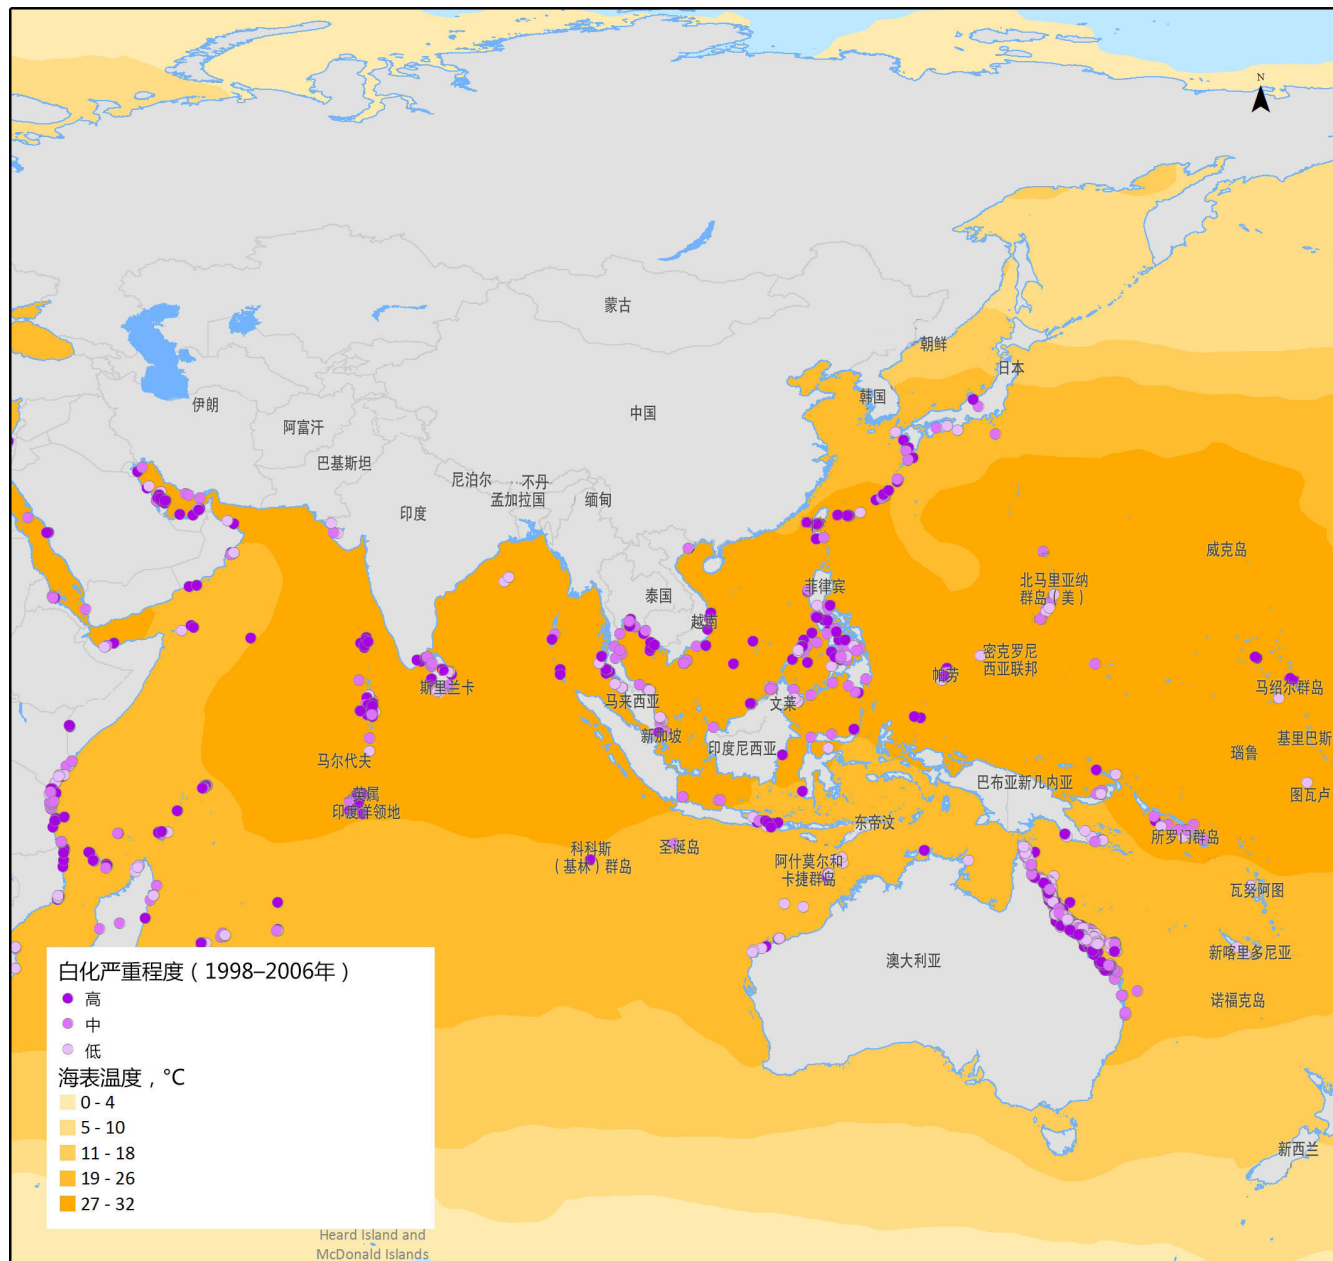 N
蒙古
朝鲜
日本
韩国
中国
伊朗
阿富汗
巴基斯坦
尼泊尔
不丹
孟加拉国
缅甸
印度
威克岛
北马里亚纳
群岛（美）
菲律宾
泰国
越南
密克罗尼
西亚联邦
帕劳
马绍尔群岛
斯里兰卡
马来西亚
文莱
新加坡
印度尼西亚
基里巴斯
瑙鲁
马尔代夫
巴布亚新几内亚
图瓦卢
英属
印度洋领地
东帝汶
所罗门群岛
科科斯
（基林）群岛
圣诞岛
阿什莫尔和
卡捷群岛
瓦努阿图
澳大利亚
新喀里多尼亚
诺福克岛
新西兰
白化严重程度（1998–2006年）
高
中
低
海表温度，°C
0 - 4
5 - 10
11 - 18
19 - 26
27 - 32
Heard Island and
McDonald Islands